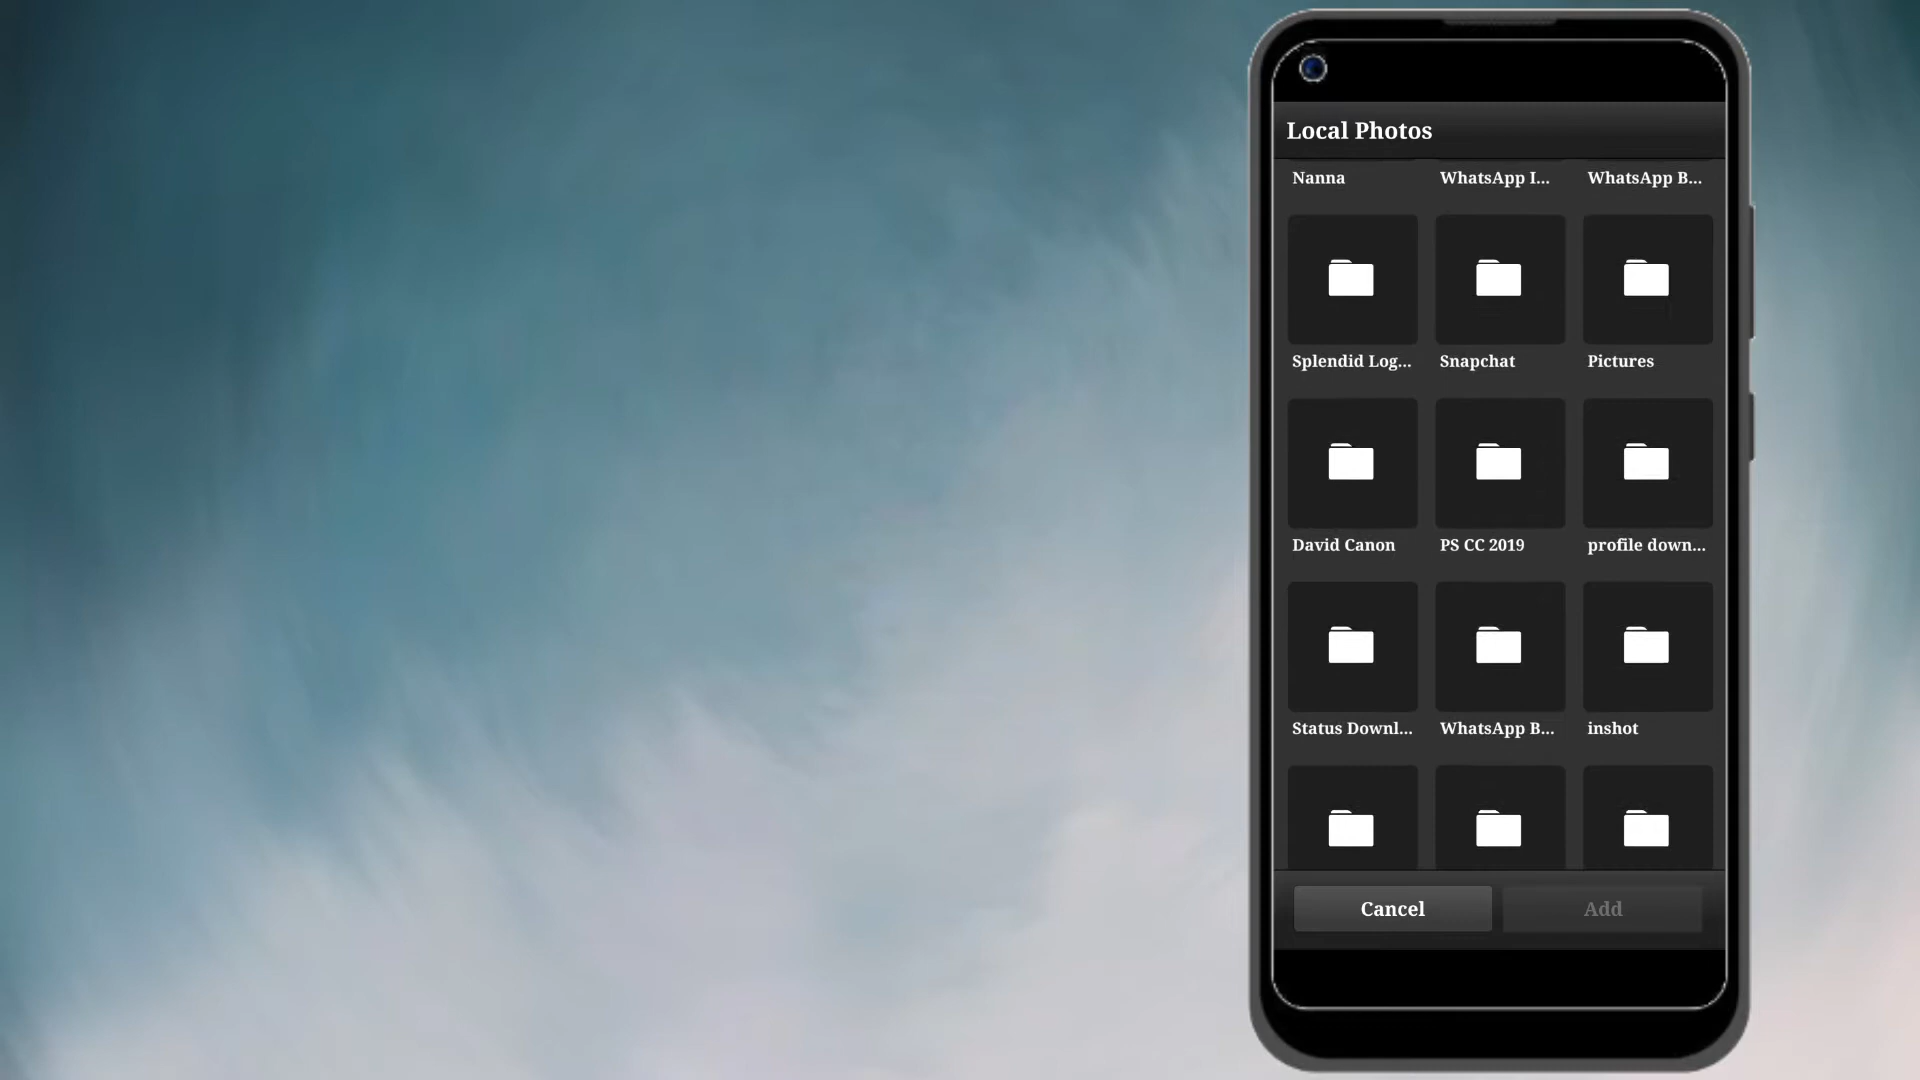 Local Photos
Nanna WhatsApp I... WhatsApp B...
Splendid Log... Snapchat Pictures
David Canon PS CC 2019 profile down...
Status Downl... WhatsApp B... inshot
Cancel Add